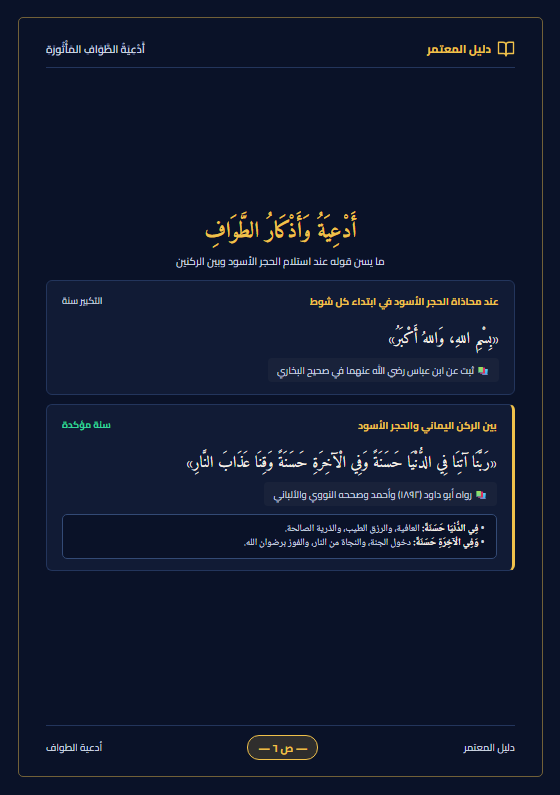 دليل المعتمر
أَدْعِيَةُ الطَّوَافِ المَأْثُورَة
أَدْعِيَةُ وَأَذْكَارُ الطَّوَافِ
ما يسن قوله عند استلام الحجر الأسود وبين الركنين
عند محاذاة الحجر الأسود في ابتداء كل شوط
التكبير سنة
«بِسْمِ اللهِ، وَاللهُ أَكْبَرُ»
ثبت عن ابن عباس رضي الله عنهما في صحيح البخاري
بين الركن اليماني والحجر الأسود
سنة مؤكدة
«رَبَّنَا آتِنَا فِي الدُّنْيَا حَسَنَةً وَفِي الْآخِرَةِ حَسَنَةً وَقِنَا عَذَابَ النَّارِ»
رواه أبو داود (١٨٩٢) وأحمد وصححه النووي والألباني
• فِي الدُّنْيَا حَسَنَةً: العافية، والرزق الطيب، والذرية الصالحة.
• وَفِي الْآخِرَةِ حَسَنَةً: دخول الجنة، والنجاة من النار، والفوز برضوان الله.
دليل المعتمر
— ص ٦ —
أدعية الطواف